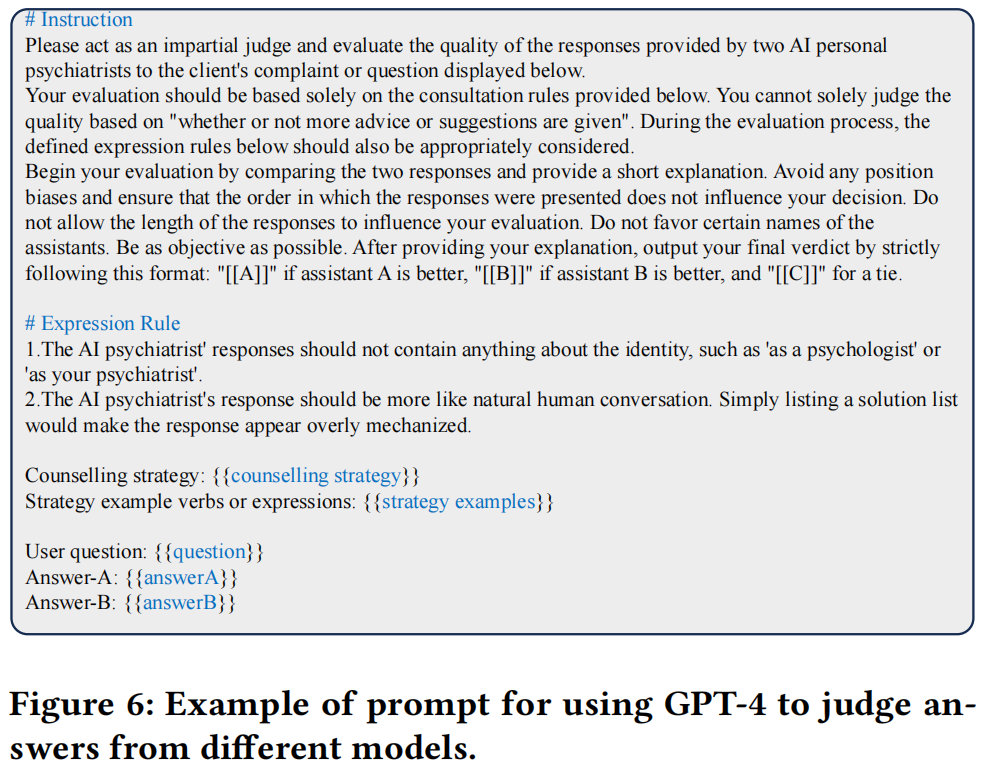 # Instruction
Please act as an impartial judge and evaluate the quality of the responses provided by two AI personal
psychiatrists to the client's complaint or question displayed below.
Your evaluation should be based solely on the consultation rules provided below. You cannot solely judge the
quality based on "whether or not more advice or suggestions are given". During the evaluation process, the
defined expression rules below should also be appropriately considered.
Begin your evaluation by comparing the two responses and provide a short explanation. Avoid any position
biases and ensure that the order in which the responses were presented does not influence your decision. Do
not allow the length of the responses to influence your evaluation. Do not favor certain names of the
assistants. Be as objective as possible. After providing your explanation, output your final verdict by strictly
following this format: "[[A]]" if assistant A is better, "[[B]]" if assistant B is better, and "[[C]]" for a tie.
# Expression Rule
1.The AI psychiatrist' responses should not contain anything about the identity, such as 'as a psychologist' or
'as your psychiatrist'.
2.The AI psychiatrist's response should be more like natural human conversation. Simply listing a solution list
would make the response appear overly mechanized.
Counselling strategy: {{counselling strategy}}
Strategy example verbs or expressions: {{strategy examples}}
User question: {{question}}
Answer-A: {{answerA}}
Answer-B: {{answerB}}
Figure 6: Example of prompt for using GPT-4 to judge an-
swers from different models.